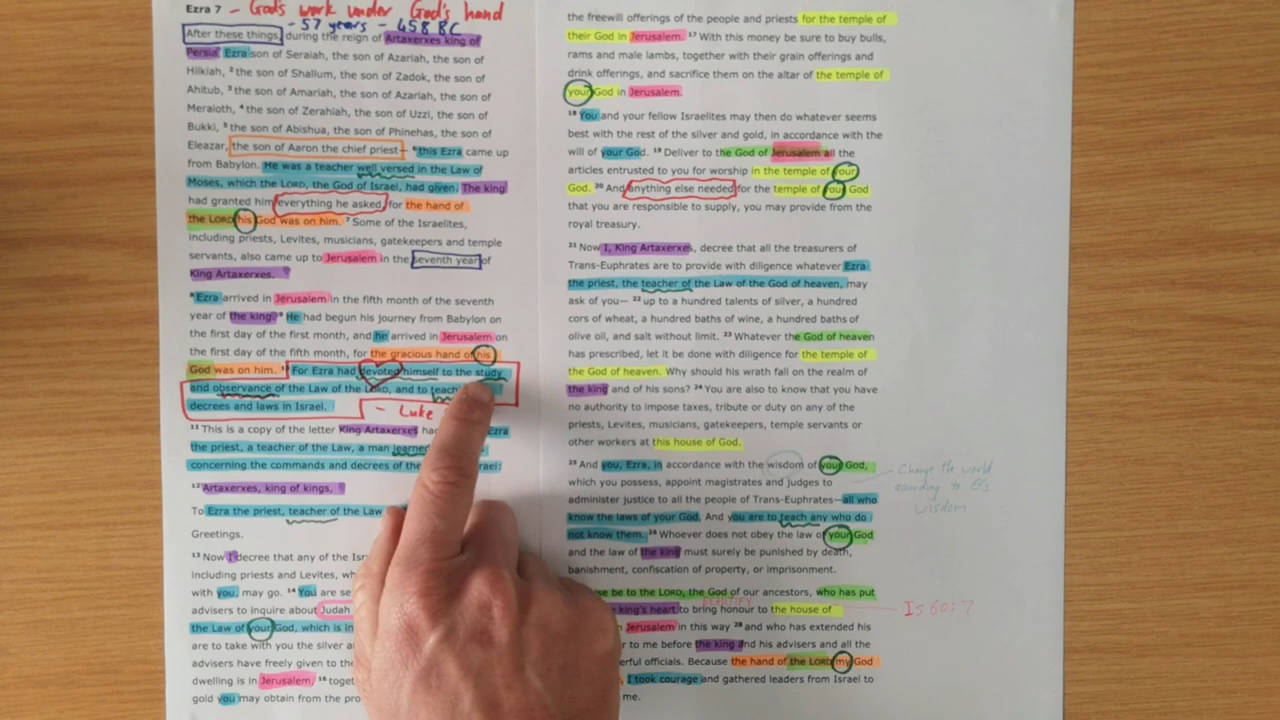 Ezra 7 - God's work under God's hand
- 57 years - 458 BC
After these things, during the reign of Artaxerxes king of
Persia, Ezra son of Seraiah, the son of Azariah, the son of
Hilkiah, ² the son of Shallum, the son of Zadok, the son of
Ahitub, ³ the son of Amariah, the son of Azariah, the son of
Meraioth, ⁴ the son of Zerahiah, the son of Uzzi, the son of
Bukki, ⁵ the son of Abishua, the son of Phinehas, the son of
Eleazar, the son of Aaron the chief priest— ⁶ this Ezra came up
from Babylon. He was a teacher well versed in the Law of
Moses, which the LORD, the God of Israel, had given. The king
had granted him everything he asked, for the hand of
the LORD his God was on him. ⁷ Some of the Israelites,
including priests, Levites, musicians, gatekeepers and temple
servants, also came up to Jerusalem in the seventh year of
King Artaxerxes.
⁸ Ezra arrived in Jerusalem in the fifth month of the seventh
year of the king. ⁹ He had begun his journey from Babylon on
the first day of the first month, and he arrived in Jerusalem on
the first day of the fifth month, for the gracious hand of his
God was on him. ¹⁰ For Ezra had devoted himself to the study
and observance of the Law of the LORD, and to teach
decrees and laws in Israel.
- Luke
¹¹ This is a copy of the letter King Artaxerxes ha Ezra
the priest, a teacher of the Law, a man learned
concerning the commands and decrees of the rael:
¹² Artaxerxes, king of kings,
To Ezra the priest, teacher of the Law
Greetings.
¹³ Now I decree that any of the Isr
including priests and Levites, wh
with you, may go. ¹⁴ You are se
advisers to inquire about Judah
the Law of your God, which is in
are to take with you the silver a
advisers have freely given to the
dwelling is in Jerusalem, ¹⁶ toget
gold you may obtain from the pro
the freewill offerings of the people and priests for the temple of
their God in Jerusalem. ¹⁷ With this money be sure to buy bulls,
rams and male lambs, together with their grain offerings and
drink offerings, and sacrifice them on the altar of the temple of
your God in Jerusalem.
¹⁸ You and your fellow Israelites may then do whatever seems
best with the rest of the silver and gold, in accordance with the
will of your God. ¹⁹ Deliver to the God of Jerusalem all the
articles entrusted to you for worship in the temple of your
God. ²⁰ And anything else needed for the temple of your God
that you are responsible to supply, you may provide from the
royal treasury.
²¹ Now I, King Artaxerxes, decree that all the treasurers of
Trans-Euphrates are to provide with diligence whatever Ezra
the priest, the teacher of the Law of the God of heaven, may
ask of you— ²² up to a hundred talents of silver, a hundred
cors of wheat, a hundred baths of wine, a hundred baths of
olive oil, and salt without limit. ²³ Whatever the God of heaven
has prescribed, let it be done with diligence for the temple of
the God of heaven. Why should his wrath fall on the realm of
the king and of his sons? ²⁴ You are also to know that you have
no authority to impose taxes, tribute or duty on any of the
priests, Levites, musicians, gatekeepers, temple servants or
other workers at this house of God.
²⁵ And you, Ezra, in accordance with the wisdom of your God,
which you possess, appoint magistrates and judges to
administer justice to all the people of Trans-Euphrates—all who
know the laws of your God. And you are to teach any who do
not know them. ²⁶ Whoever does not obey the law of your God
and the law of the king must surely be punished by death,
banishment, confiscation of property, or imprisonment.
ise be to the LORD, the God of our ancestors, who has put
king's heart to bring honour to the house of
Jerusalem in this way ²⁸ and who has extended his
r to me before the king and his advisers and all the
erful officials. Because the hand of the LORD my God
I took courage and gathered leaders from Israel to
me.
- Change the world
according to G's
wisdom
Is 60:7